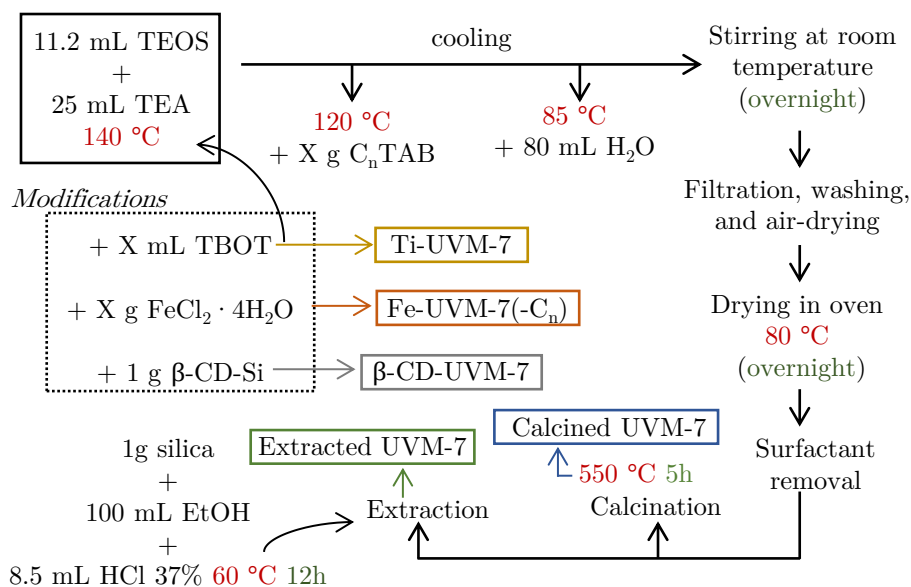 11.2 mL TEOS
+
25 mL TEA
140 °C
cooling
120 °C
+ X g CₙTAB
85 °C
+ 80 mL H₂O
Stirring at room
temperature
(overnight)
Filtration, washing,
and air-drying
Drying in oven
80 °C
(overnight)
Surfactant
removal
Modifications
+ X mL TBOT
Ti-UVM-7
+ X g FeCl₂ · 4H₂O
Fe-UVM-7(-Cₙ)
+ 1 g β-CD-Si
β-CD-UVM-7
Extracted UVM-7
Calcined UVM-7
550 °C 5h
Extraction
Calcination
1g silica
+
100 mL EtOH
+
8.5 mL HCl 37% 60 °C 12h